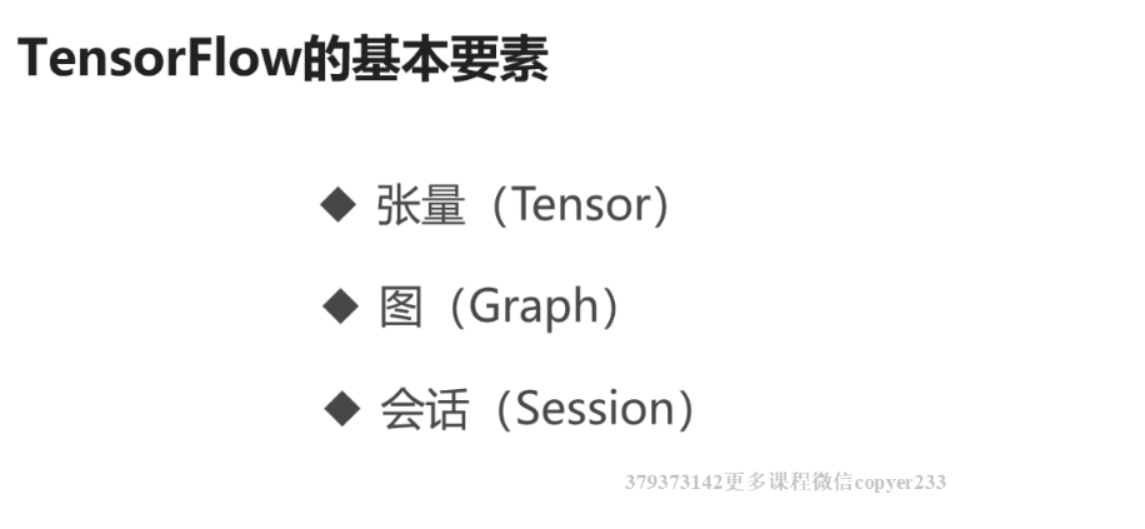 TensorFlow的基本要素
◆ 张量（Tensor）
◆ 图（Graph）
◆ 会话（Session）
379373142更多课程微信copyer233